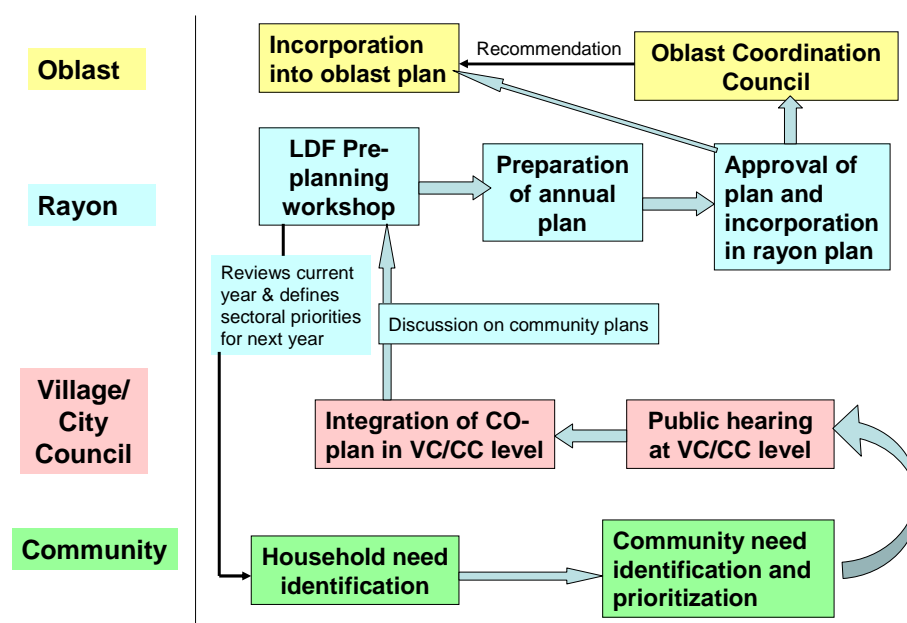 Oblast
Incorporation
into oblast plan
Recommendation
Oblast Coordination
Council
Rayon
LDF Pre-
planning
workshop
Preparation
of annual
plan
Approval of
plan and
incorporation
in rayon plan
Reviews current
year & defines
sectoral priorities
for next year
Discussion on community plans
Village/
City
Council
Integration of CO-
plan in VC/CC level
Public hearing
at VC/CC level
Community
Household need
identification
Community need
identification and
prioritization